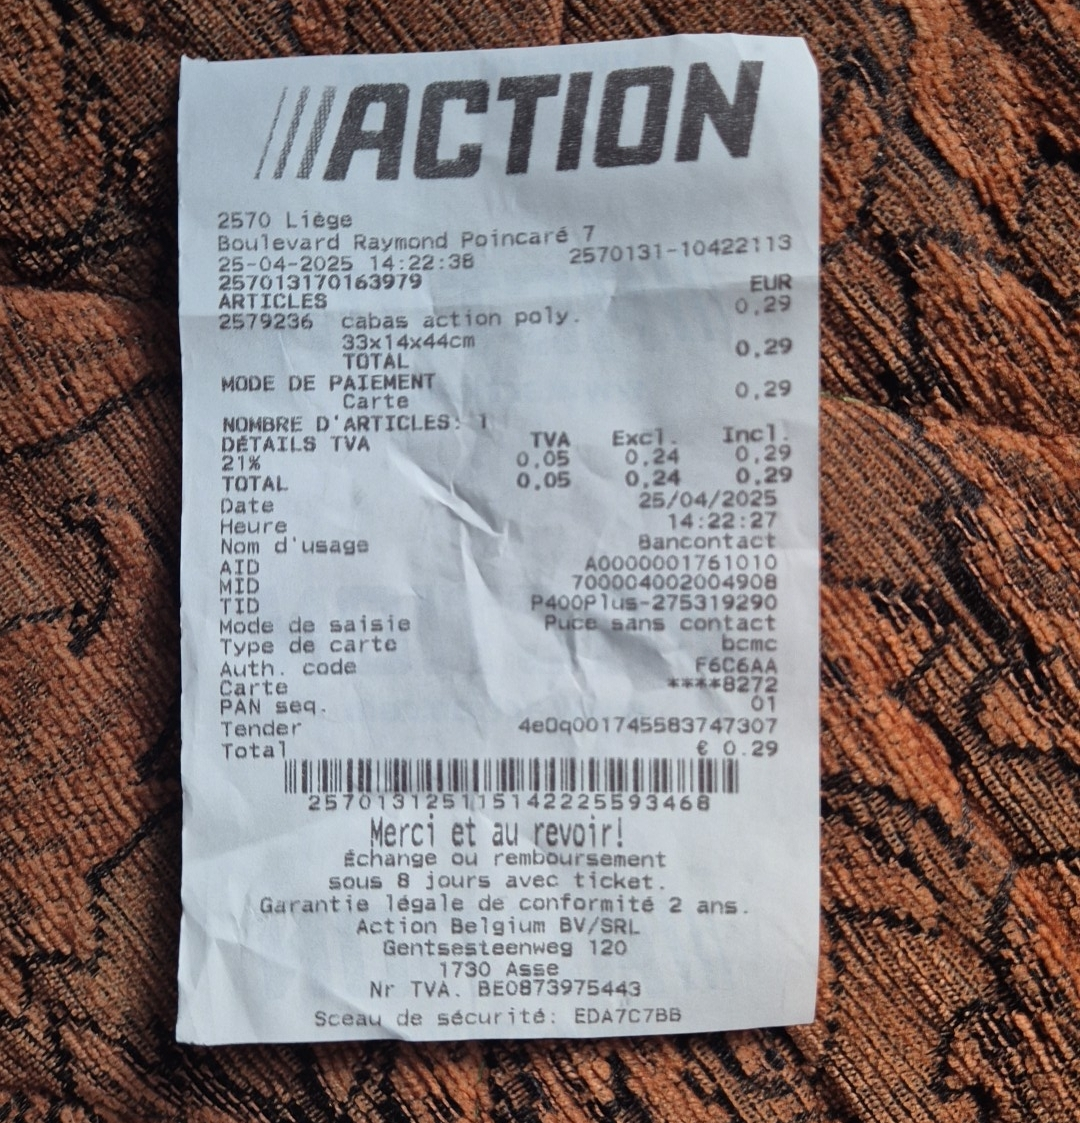 ACTION
2570 Liège
Boulevard Raymond Poincaré 7
25-04-2025 14:22:38 2570131-10422113
257013170163979 EUR
ARTICLES 0,29
2579236 cabas action poly.
33x14x44cm
TOTAL 0,29
MODE DE PAIEMENT
Carte 0,29
NOMBRE D'ARTICLES: 1
DÉTAILS TVA TVA Excl. Incl.
21% 0,05 0,24 0,29
TOTAL 0,05 0,24 0,29
Date 25/04/2025
Heure 14:22:27
Nom d'usage Bancontact
AID A0000001761010
MID 700004002004908
TID P400Plus-275319290
Mode de saisie Puce sans contact
Type de carte bcmc
Auth. code F6C6AA
Carte ****8272
PAN seq. 01
Tender 4e0q001745583747307
Total € 0.29
257013125115142225593468
Merci et au revoir!
Échange ou remboursement
sous 8 jours avec ticket.
Garantie légale de conformité 2 ans.
Action Belgium BV/SRL
Gentsesteenweg 120
1730 Asse
Nr TVA. BE0873975443
Sceau de sécurité: EDA7C7BB